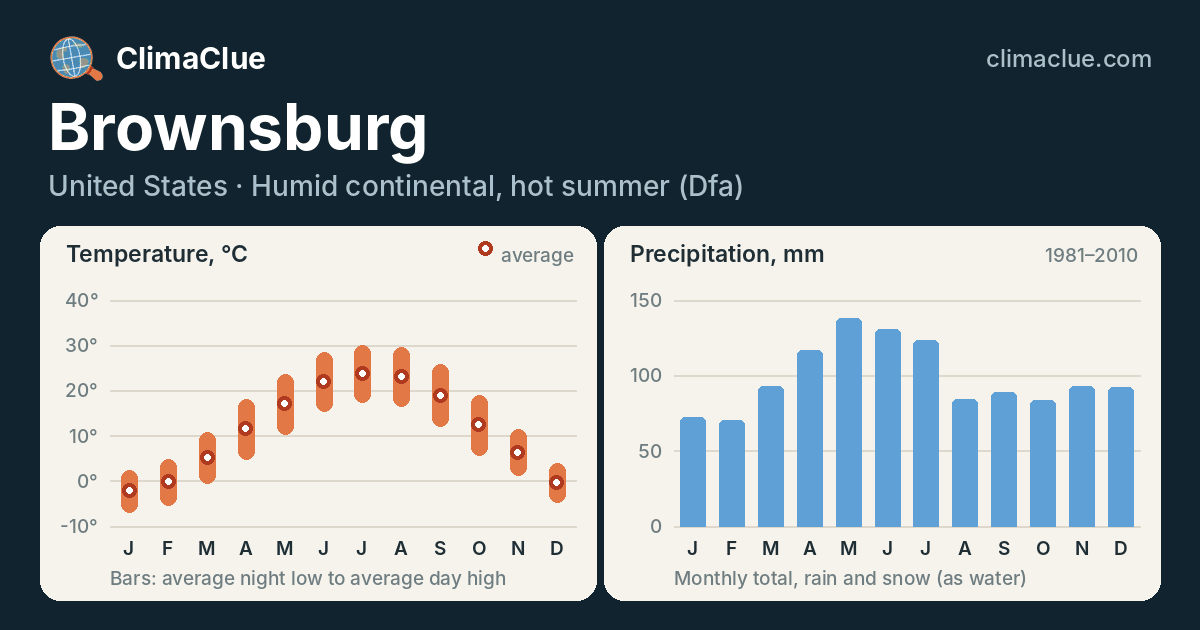 ClimaClue
climaclue.com
Brownsburg
United States · Humid continental, hot summer (Dfa)
Temperature, °C
average
40°
30°
20°
10°
0°
-10°
J F M A M J J A S O N D
Bars: average night low to average day high
Precipitation, mm
1981–2010
150
100
50
0
J F M A M J J A S O N D
Monthly total, rain and snow (as water)